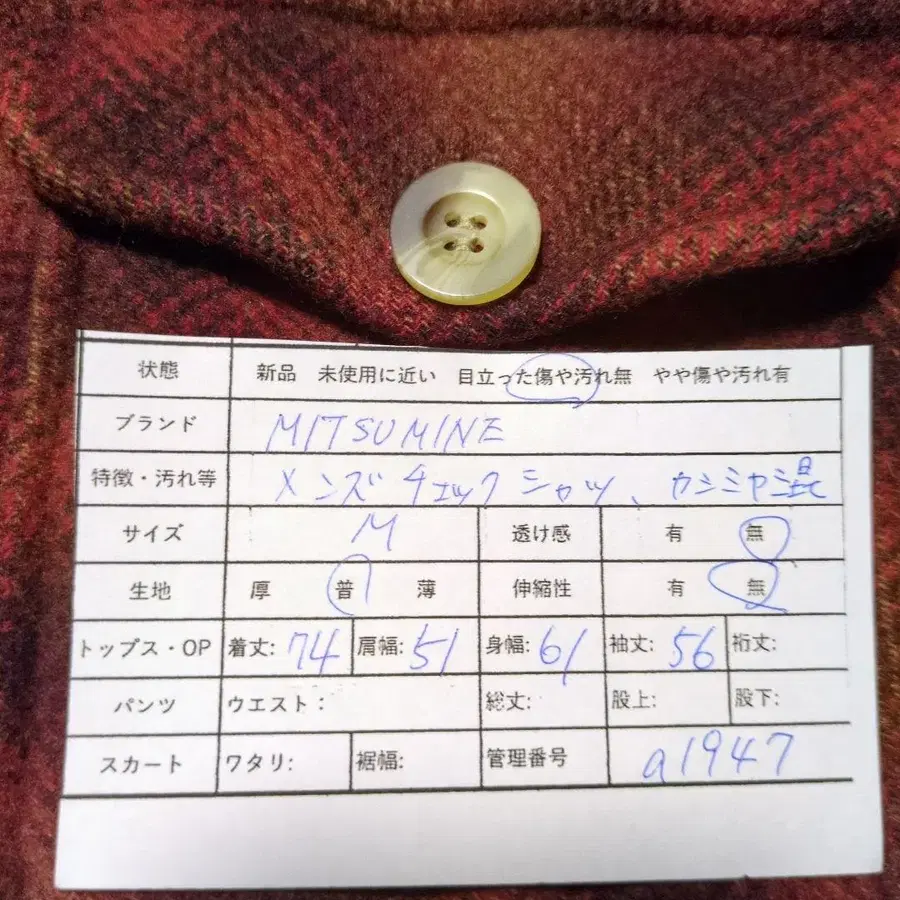 状態 新品 未使用に近い 目立った傷や汚れ無 やや傷や汚れ有
ブランド MITSUMINE
特徴・汚れ等 メンズチェックシャツ、カシミヤ混
サイズ M 透け感 有 無
生地 厚 普 薄 伸縮性 有 無
トップス・OP 着丈: 74 肩幅: 51 身幅: 61 袖丈: 56 裄丈:
パンツ ウエスト: 総丈: 股上: 股下:
スカート ワタリ: 裾幅: 管理番号 a1947